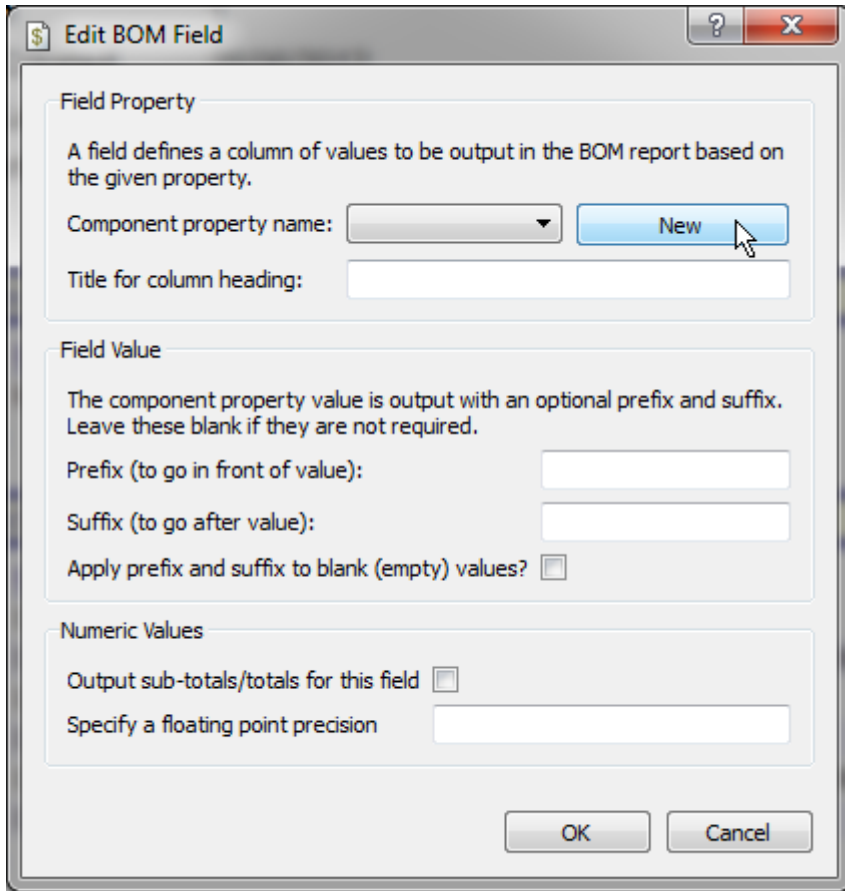 Edit BOM Field
Field Property
A field defines a column of values to be output in the BOM report based on
the given property.
Component property name:
New
Title for column heading:
Field Value
The component property value is output with an optional prefix and suffix.
Leave these blank if they are not required.
Prefix (to go in front of value):
Suffix (to go after value):
Apply prefix and suffix to blank (empty) values?
Numeric Values
Output sub-totals/totals for this field
Specify a floating point precision
OK
Cancel